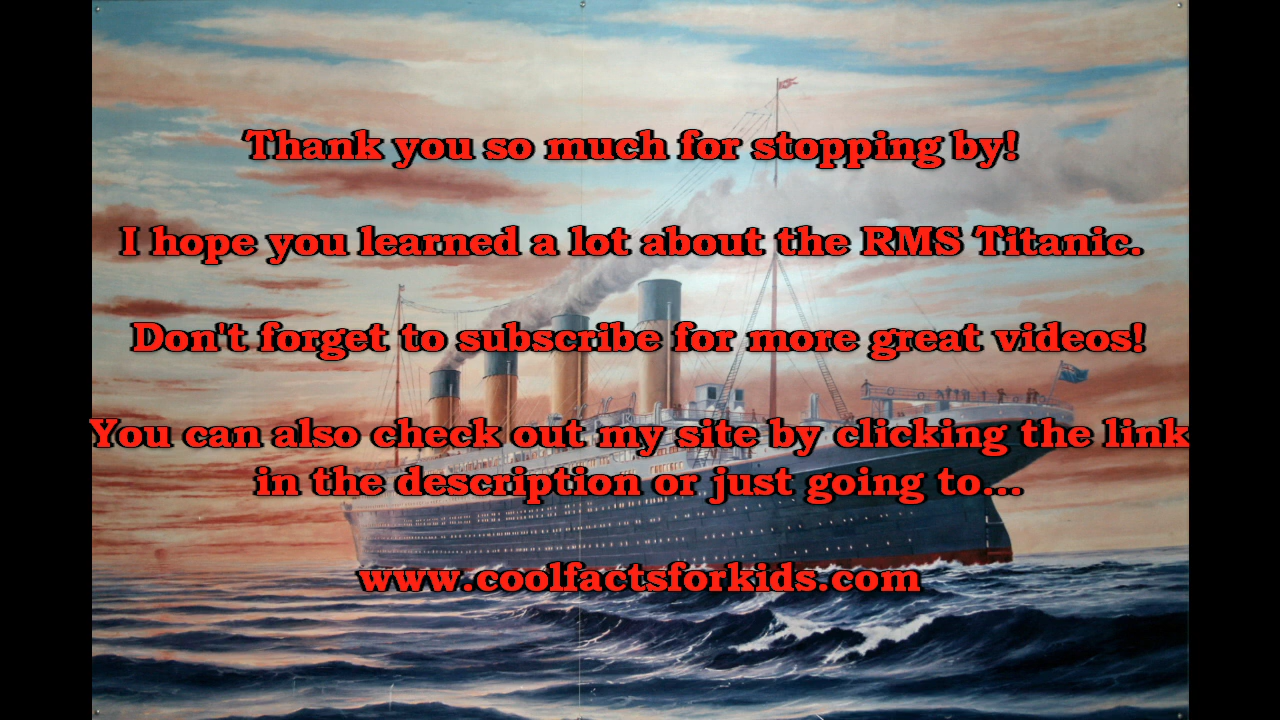 Thank you so much for stopping by!
I hope you learned a lot about the RMS Titanic.
Don't forget to subscribe for more great videos!
You can also check out my site by clicking the link
in the description or just going to...
www.coolfactsforkids.com